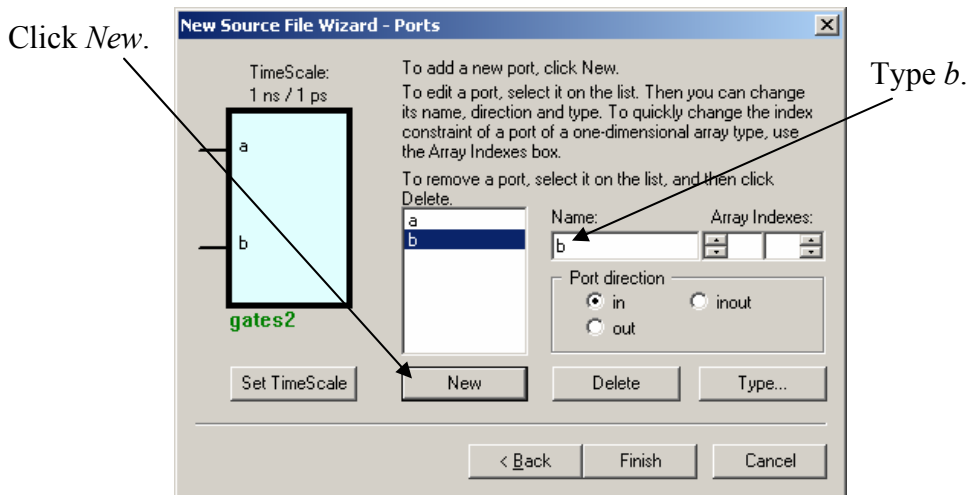 Click New.
New Source File Wizard - Ports
Type b.
TimeScale:
1 ns / 1 ps
a
b
gates2
To add a new port, click New.
To edit a port, select it on the list. Then you can change
its name, direction and type. To quickly change the index
constraint of a port of a one-dimensional array type, use
the Array Indexes box.
To remove a port, select it on the list, and then click
Delete.
a
b
Name:
Array Indexes:
b
Port direction
in
inout
out
Set TimeScale
New
Delete
Type...
< Back
Finish
Cancel